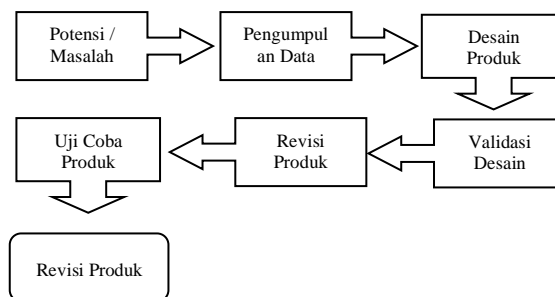 Potensi /
Masalah
Pengumpul
an Data
Desain
Produk
Uji Coba
Produk
Revisi
Produk
Validasi
Desain
Revisi Produk